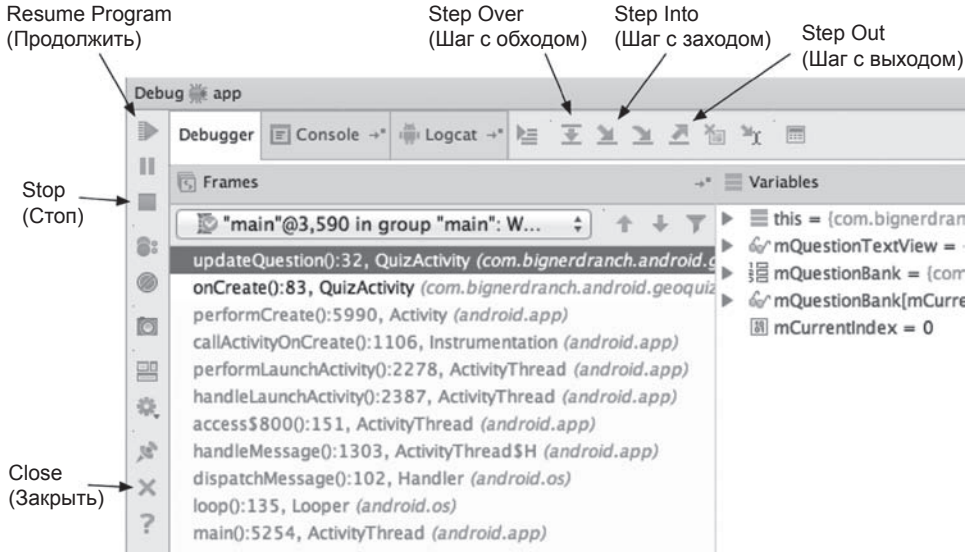 Resume Program
(Продолжить)
Step Over
(Шаг с обходом)
Step Into
(Шаг с заходом)
Step Out
(Шаг с выходом)
Debug app
Debugger Console Logcat
Stop
(Стоп)
Frames
Variables
"main"@3,590 in group "main": W...
updateQuestion():32, QuizActivity (com.bignerdranch.android.g
onCreate():83, QuizActivity (com.bignerdranch.android.geoquiz
performCreate():5990, Activity (android.app)
callActivityOnCreate():1106, Instrumentation (android.app)
performLaunchActivity():2278, ActivityThread (android.app)
handleLaunchActivity():2387, ActivityThread (android.app)
access$800():151, ActivityThread (android.app)
handleMessage():1303, ActivityThread$H (android.app)
dispatchMessage():102, Handler (android.os)
loop():135, Looper (android.os)
main():5254, ActivityThread (android.app)
this = {com.bignerdran
mQuestionTextView =
mQuestionBank = {com
mQuestionBank[mCurre
mCurrentIndex = 0
Close
(Закрыть)
?